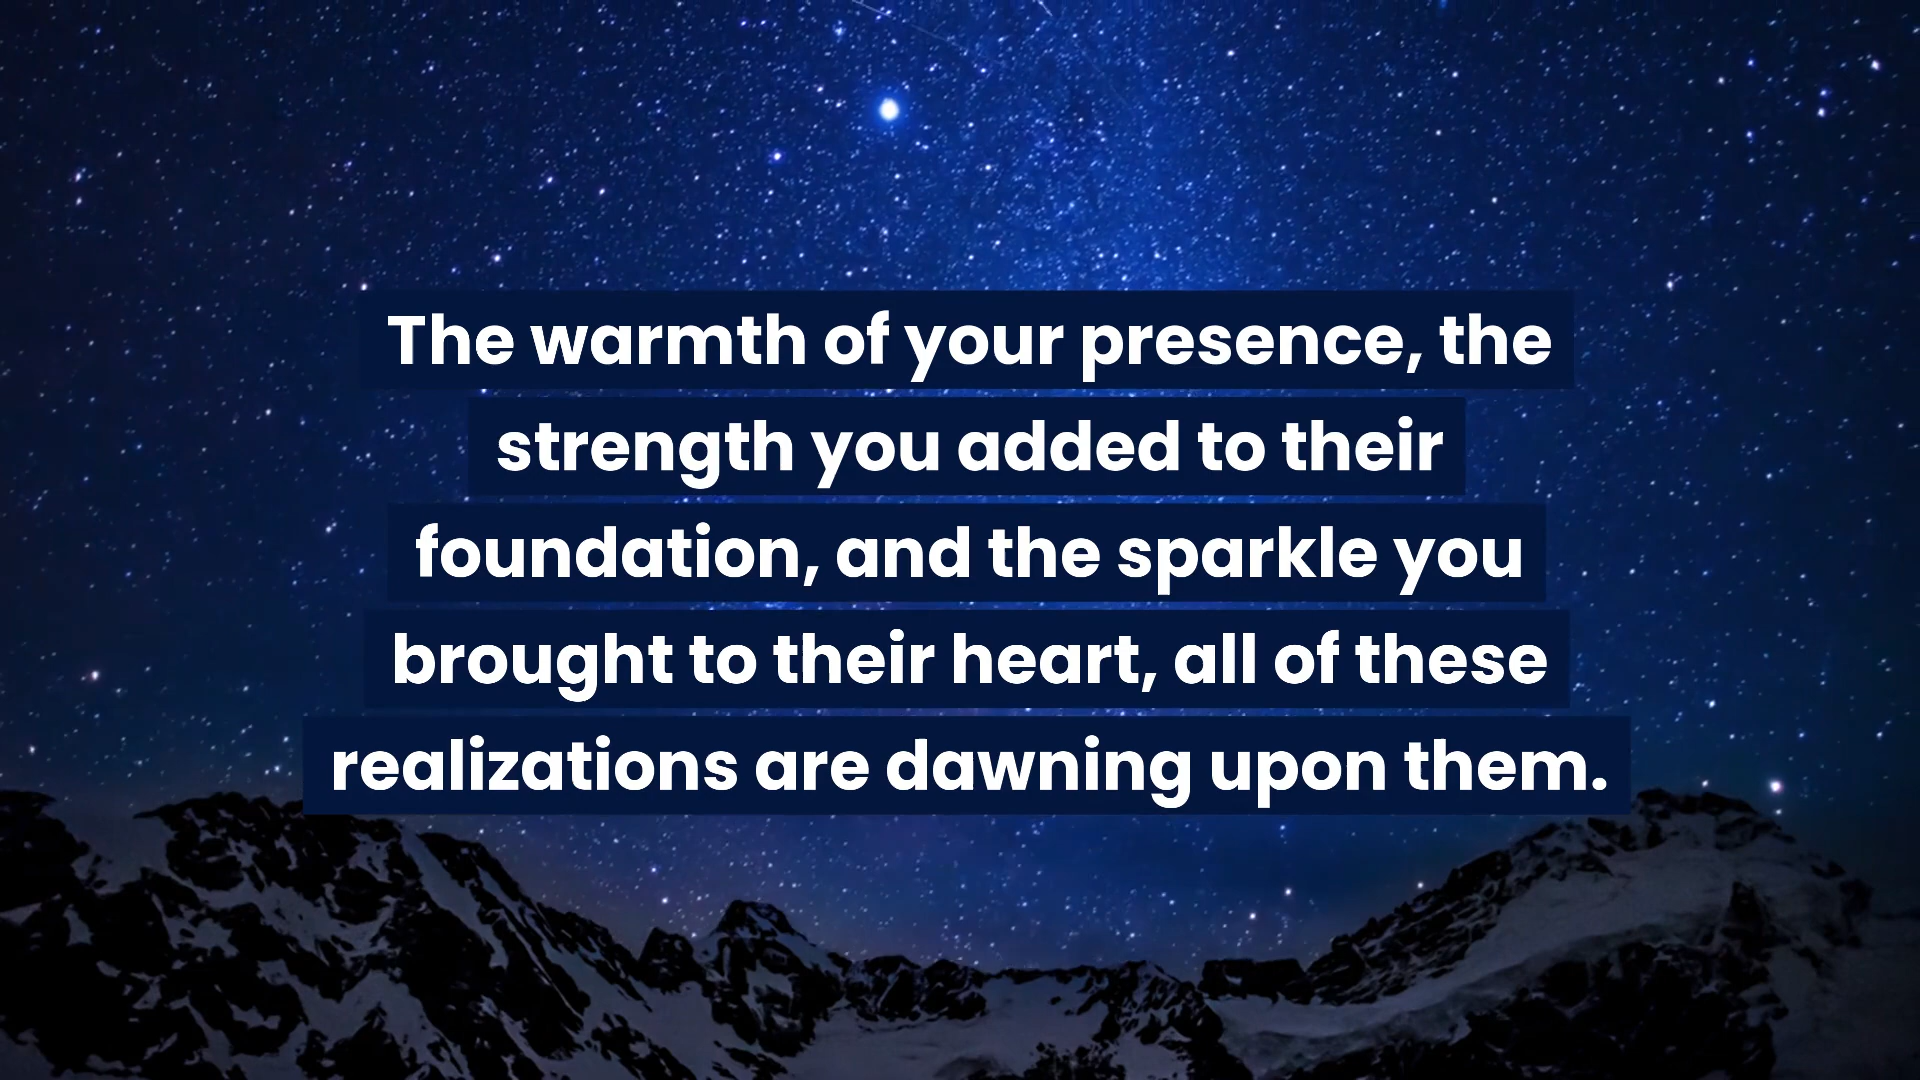 The warmth of your presence, the
strength you added to their
foundation, and the sparkle you
brought to their heart, all of these
realizations are dawning upon them.